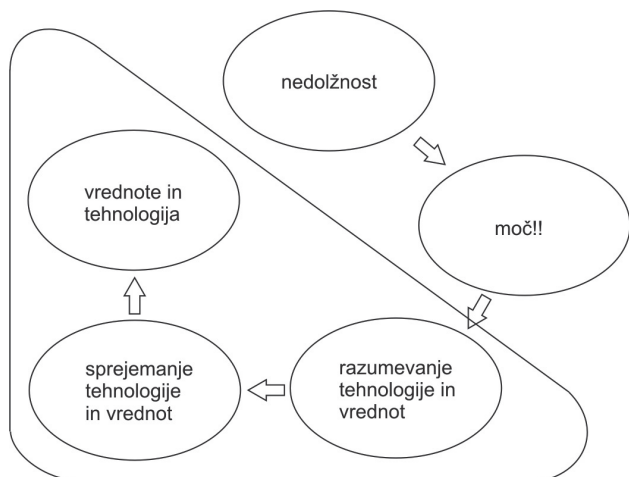 nedolžnost
moč!!
razumevanje
tehnologije in
vrednot
sprejemanje
tehnologije
in vrednot
vrednote in
tehnologija